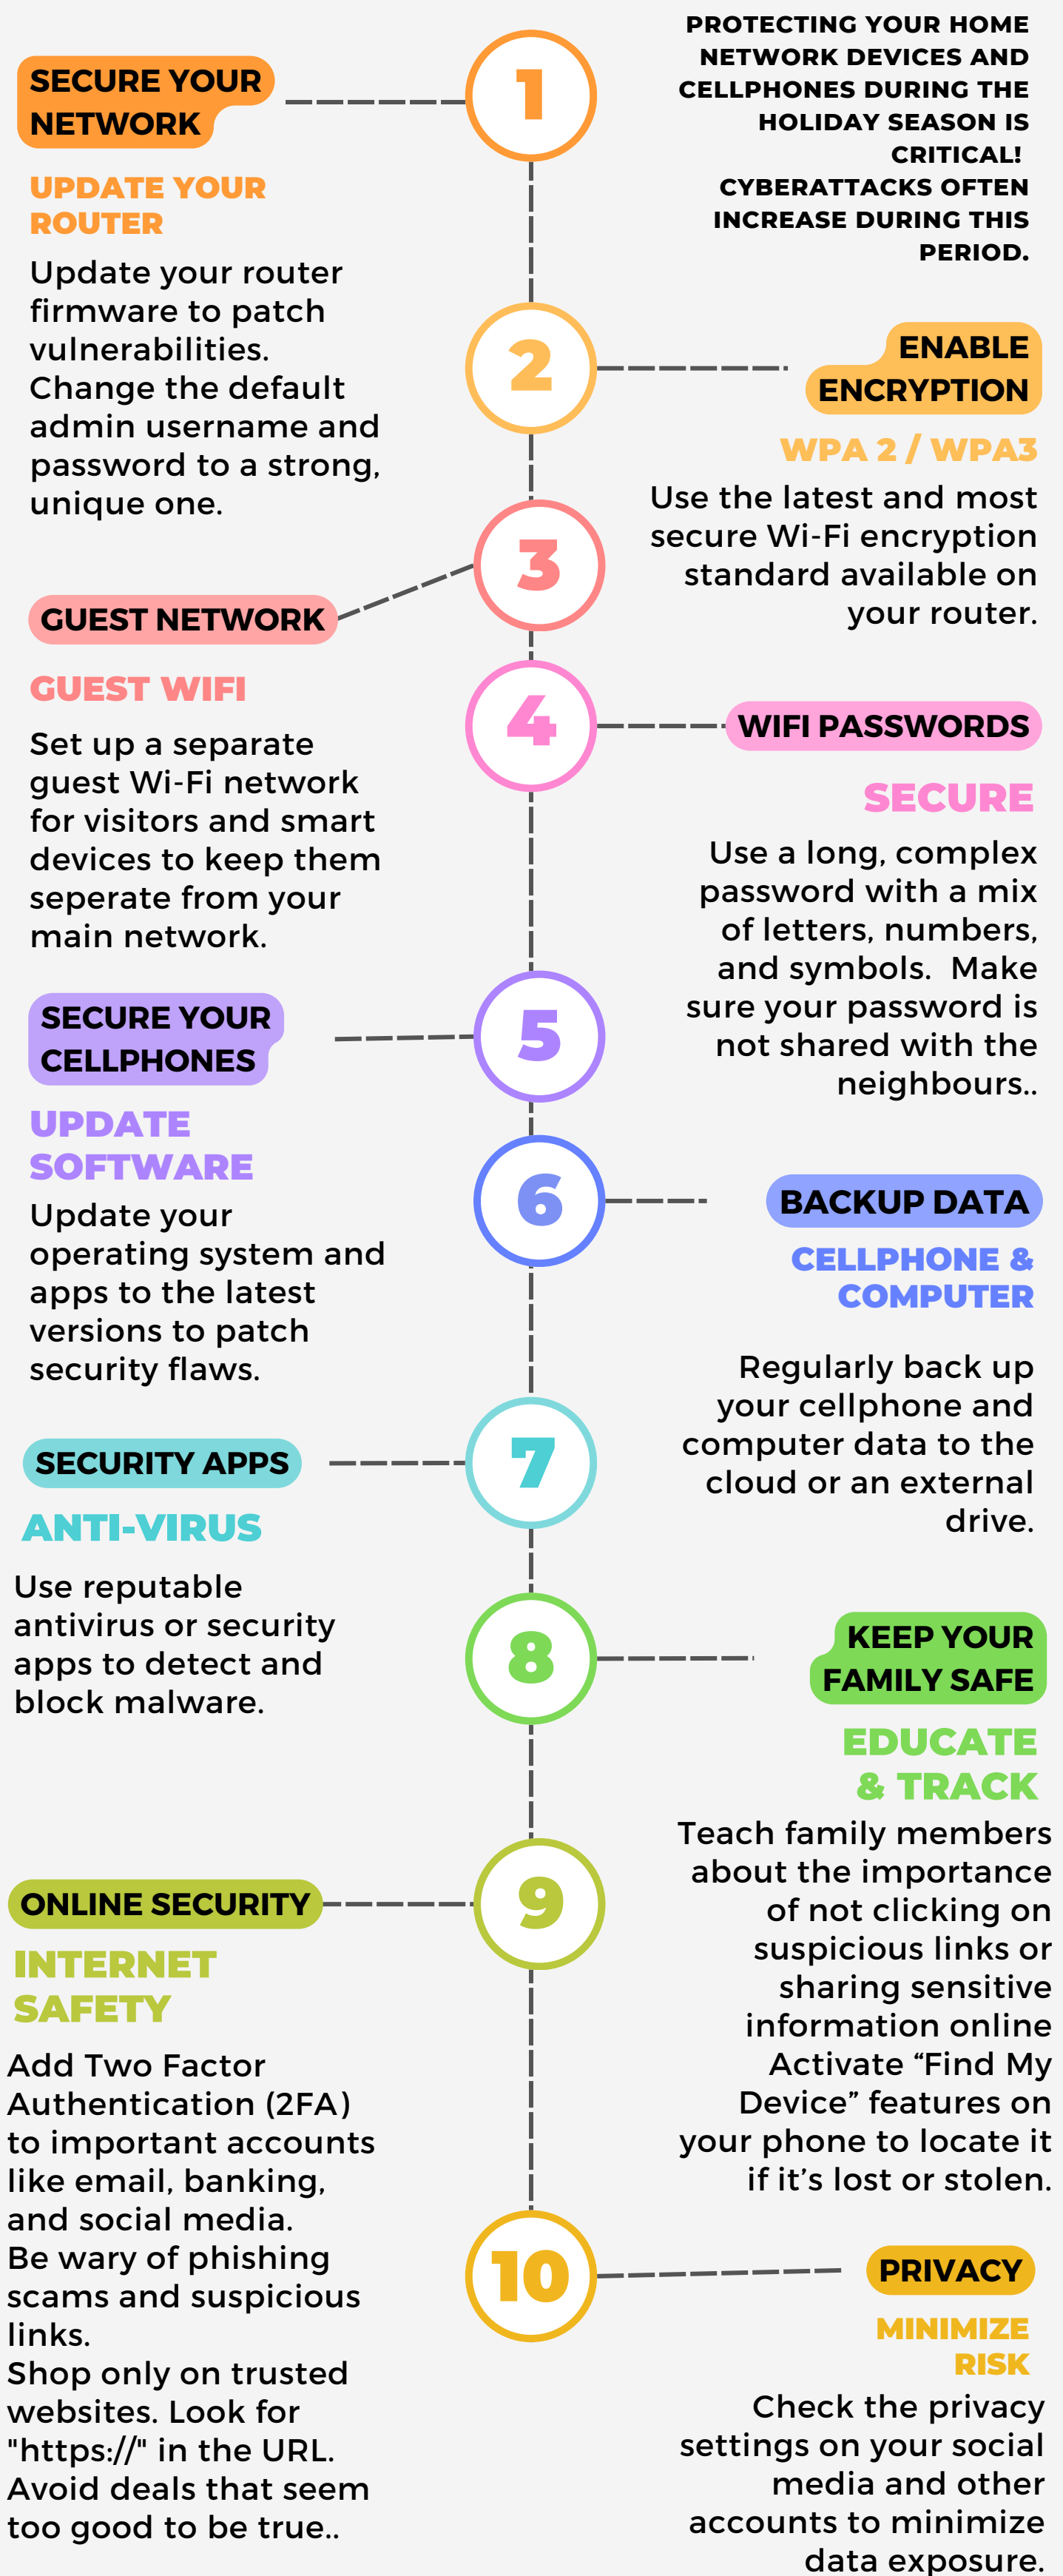 PROTECTING YOUR HOME
NETWORK DEVICES AND
CELLPHONES DURING THE
HOLIDAY SEASON IS
CRITICAL!
CYBERATTACKS OFTEN
INCREASE DURING THIS
PERIOD.
1
SECURE YOUR
NETWORK
UPDATE YOUR
ROUTER
Update your router
firmware to patch
vulnerabilities.
Change the default
admin username and
password to a strong,
unique one.
2
ENABLE
ENCRYPTION
WPA 2 / WPA3
Use the latest and most
secure Wi-Fi encryption
standard available on
your router.
3
GUEST NETWORK
GUEST WIFI
Set up a separate
guest Wi-Fi network
for visitors and smart
devices to keep them
seperate from your
main network.
4
WIFI PASSWORDS
SECURE
Use a long, complex
password with a mix
of letters, numbers,
and symbols.  Make
sure your password is
not shared with the
neighbours..
5
SECURE YOUR
CELLPHONES
UPDATE
SOFTWARE
Update your
operating system and
apps to the latest
versions to patch
security flaws.
6
BACKUP DATA
CELLPHONE &
COMPUTER
Regularly back up
your cellphone and
computer data to the
cloud or an external
drive.
7
SECURITY APPS
ANTI-VIRUS
Use reputable
antivirus or security
apps to detect and
block malware.
8
KEEP YOUR
FAMILY SAFE
EDUCATE
& TRACK
Teach family members
about the importance
of not clicking on
suspicious links or
sharing sensitive
information online
Activate “Find My
Device” features on
your phone to locate it
if it’s lost or stolen.
9
ONLINE SECURITY
INTERNET
SAFETY
Add Two Factor
Authentication (2FA)
to important accounts
like email, banking,
and social media.
Be wary of phishing
scams and suspicious
links.
Shop only on trusted
websites. Look for
"https://" in the URL.
Avoid deals that seem
too good to be true..
10
PRIVACY
MINIMIZE
RISK
Check the privacy
settings on your social
media and other
accounts to minimize
data exposure.